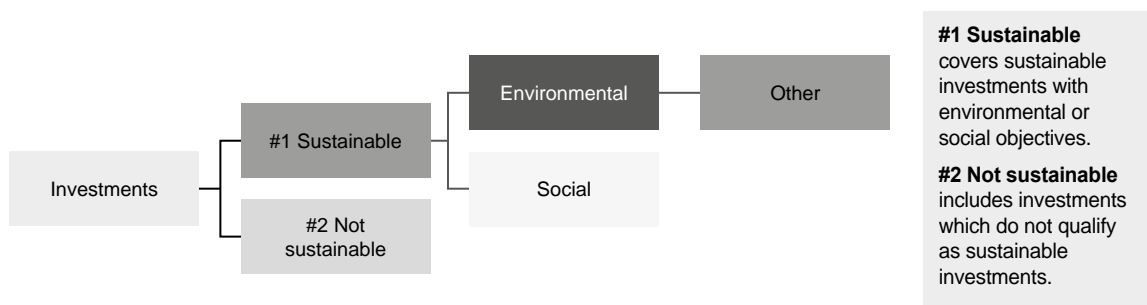 Investments
#1 Sustainable
#2 Not
sustainable
Environmental
Social
Other
#1 Sustainable
covers sustainable
investments with
environmental or
social objectives.
#2 Not sustainable
includes investments
which do not qualify
as sustainable
investments.